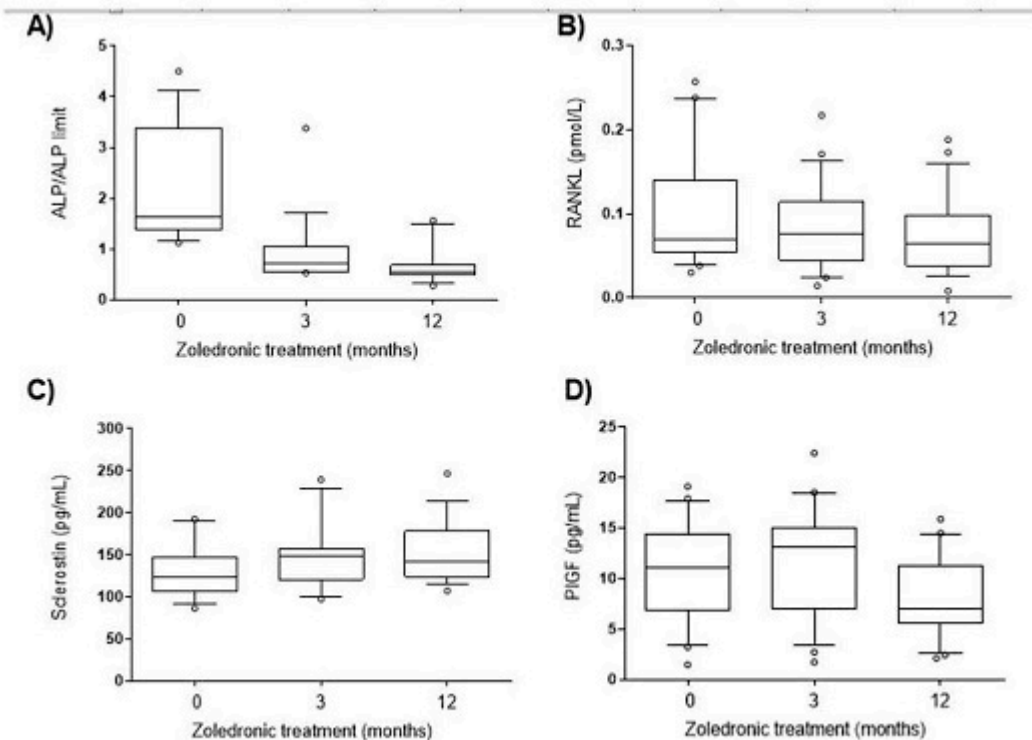 A)
ALP/ALP limit
5
4
3
2
1
0
0 3 12
Zoledronic treatment (months)
B)
RANKL (pmol/L)
0.3
0.2
0.1
0.0
0 3 12
Zoledronic treatment (months)
C)
Sclerostin (pg/mL)
300
250
200
150
100
50
0
0 3 12
Zoledronic treatment (months)
D)
PlGF (pg/mL)
25
20
15
10
5
0
0 3 12
Zoledronic treatment (months)